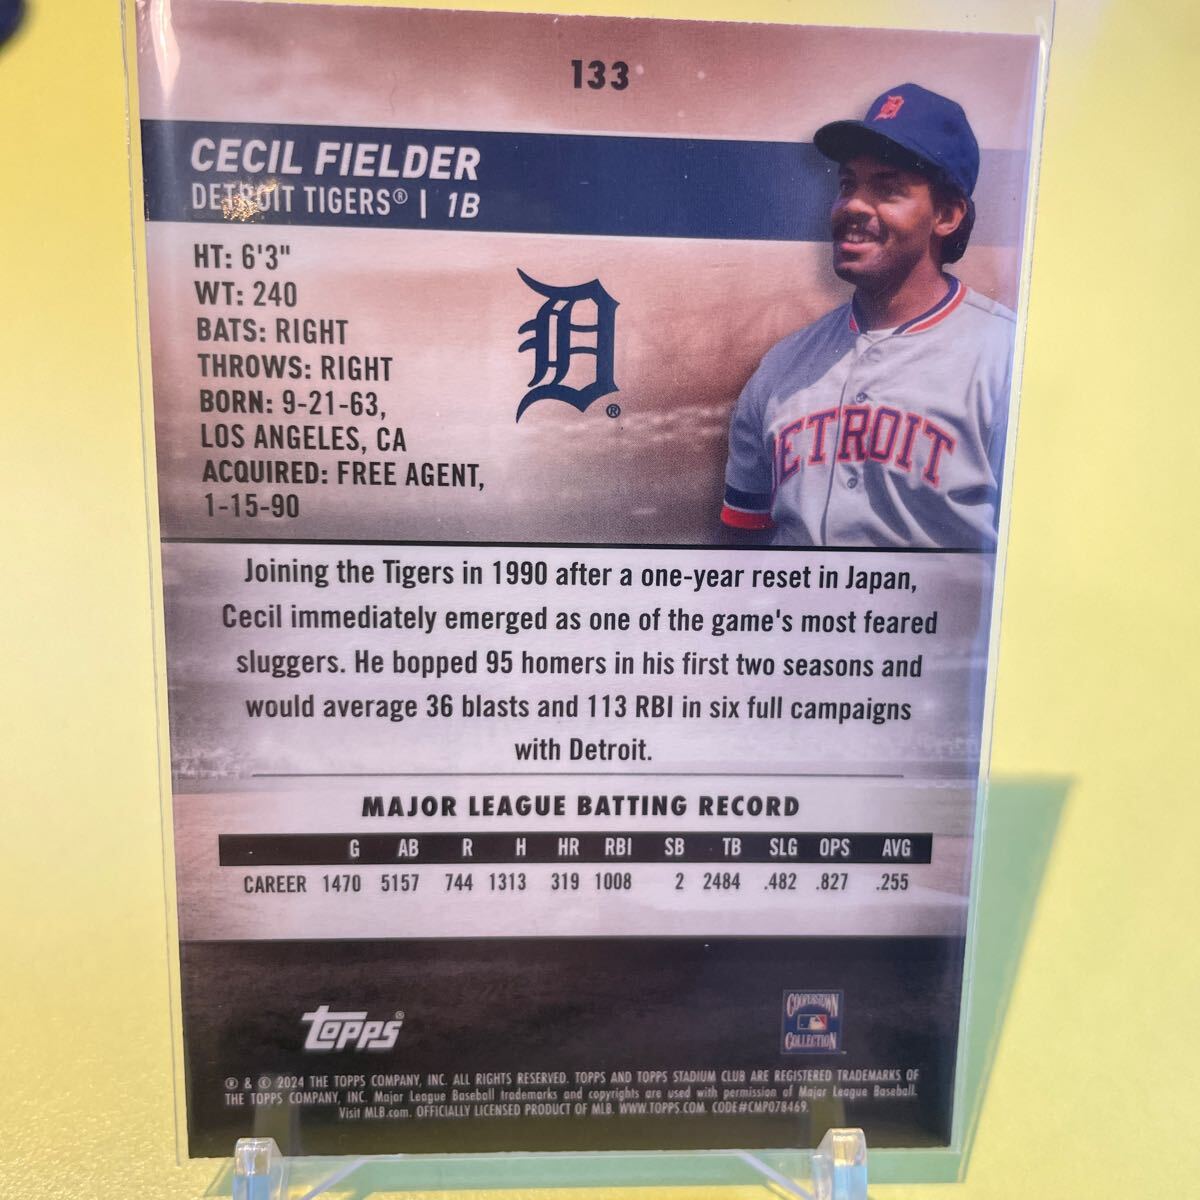 133
CECIL FIELDER
DETROIT TIGERS® | 1B
HT: 6'3"
WT: 240
BATS: RIGHT
THROWS: RIGHT
BORN: 9-21-63,
LOS ANGELES, CA
ACQUIRED: FREE AGENT,
1-15-90
D®
D
DETROIT
Joining the Tigers in 1990 after a one-year reset in Japan,
Cecil immediately emerged as one of the game's most feared
sluggers. He bopped 95 homers in his first two seasons and
would average 36 blasts and 113 RBI in six full campaigns
with Detroit.
MAJOR LEAGUE BATTING RECORD
G AB R H HR RBI SB TB SLG OPS AVG
CAREER 1470 5157 744 1313 319 1008 2 2484 .482 .827 .255
Topps®
COOPERSTOWN
COLLECTION
® & © 2024 THE TOPPS COMPANY, INC. ALL RIGHTS RESERVED. TOPPS AND TOPPS STADIUM CLUB ARE REGISTERED TRADEMARKS OF
THE TOPPS COMPANY, INC. Major League Baseball trademarks and copyrights are used with permission of Major League Baseball.
Visit MLB.com. OFFICIALLY LICENSED PRODUCT OF MLB. WWW.TOPPS.COM. CODE#CMP078469.